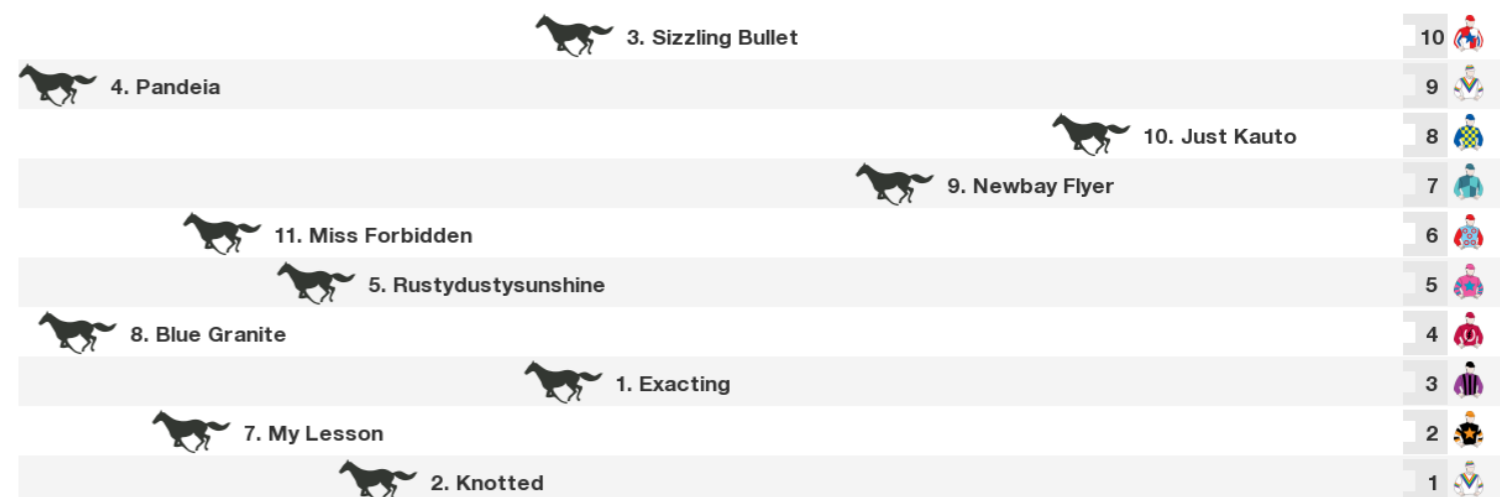 3. Sizzling Bullet 10
4. Pandeia 9
10. Just Kauto 8
9. Newbay Flyer 7
11. Miss Forbidden 6
5. Rustydustysunshine 5
8. Blue Granite 4
1. Exacting 3
7. My Lesson 2
2. Knotted 1